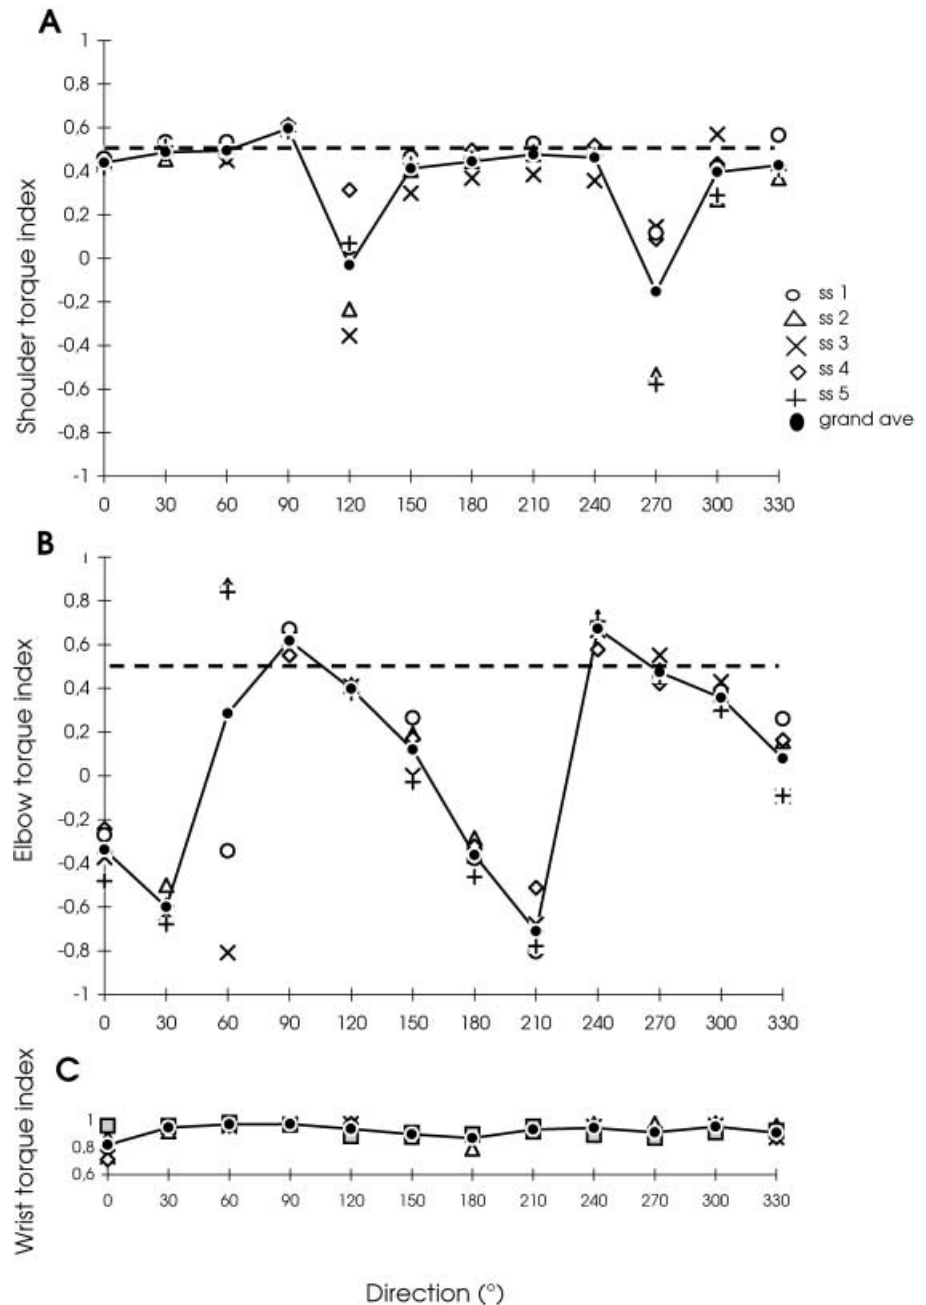 A
1
0,8
0,6
0,4
0,2
0
-0,2
-0,4
-0,6
-0,8
-1
Shoulder torque index
0 30 60 90 120 150 180 210 240 270 300 330
ss 1
ss 2
ss 3
ss 4
ss 5
grand ave
B
1
0,8
0,6
0,4
0,2
0
-0,2
-0,4
-0,6
-0,8
-1
Elbow torque index
0 30 60 90 120 150 180 210 240 270 300 330
C
1
0,8
0,6
Wrist torque index
0 30 60 90 120 150 180 210 240 270 300 330
Direction (°)